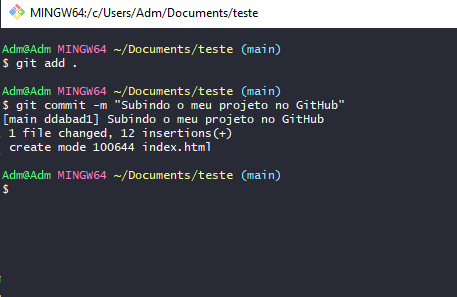 MINGW64:/c/Users/Adm/Documents/teste
Adm@Adm MINGW64 ~/Documents/teste (main)
$ git add .
Adm@Adm MINGW64 ~/Documents/teste (main)
$ git commit -m "Subindo o meu projeto no GitHub"
[main ddabad1] Subindo o meu projeto no GitHub
 1 file changed, 12 insertions(+)
 create mode 100644 index.html
Adm@Adm MINGW64 ~/Documents/teste (main)
$